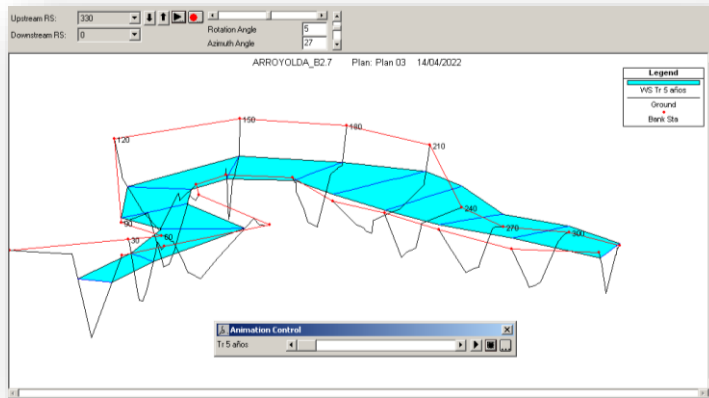 Upstream RS: 330
Downstream RS: 0
Rotation Angle 5
Azimuth Angle 27
ARROYOLDA_B2.7 Plan: Plan 03 14/04/2022
Legend
WS Tr 5 años
Ground
Bank Sta
150
180
120
210
240
90
270
300
30
60
Animation Control
Tr 5 años